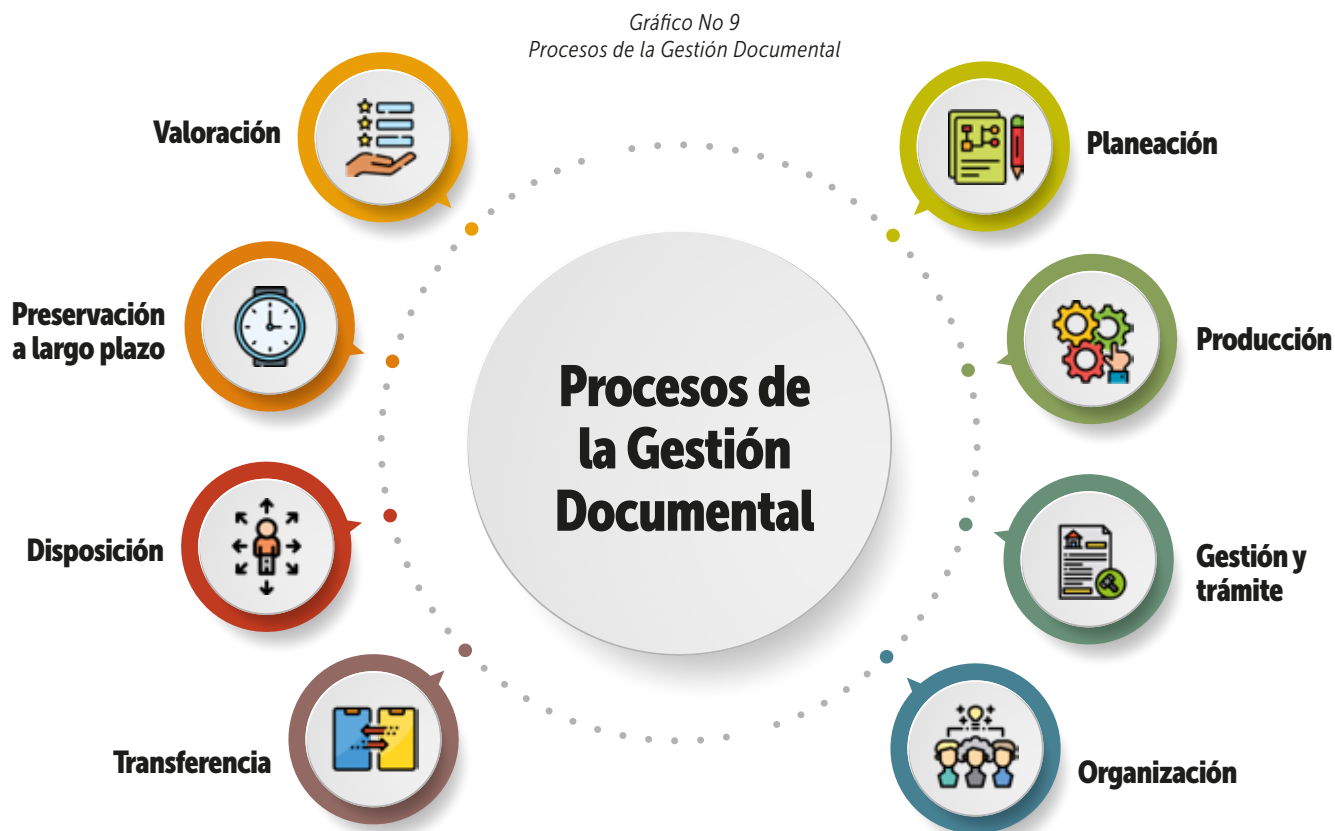 Gráfico No 9
Procesos de la Gestión Documental
Valoración
Planeación
Preservación
a largo plazo
Producción
Procesos de
la Gestión
Documental
Disposición
Gestión y
trámite
Transferencia
Organización